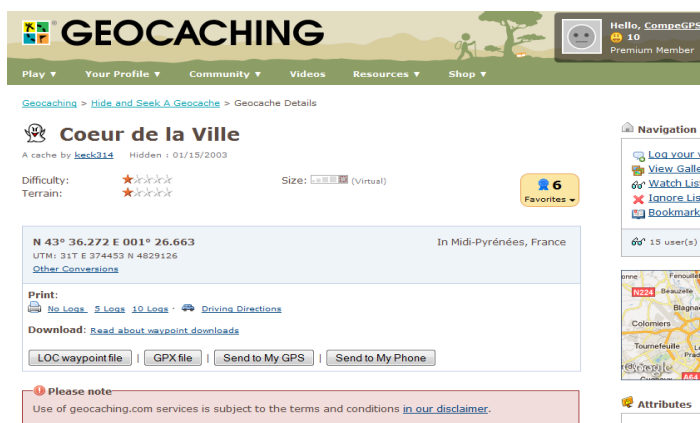 GEOCACHING
Hello, CompeGPS
10
Premium Member
Play ▼ Your Profile ▼ Community ▼ Videos Resources ▼ Shop ▼
Geocaching > Hide and Seek A Geocache > Geocache Details
Coeur de la Ville
A cache by keck314 Hidden : 01/15/2003
Difficulty:
Size: (Virtual)
Terrain:
6
Favorites
N 43° 36.272 E 001° 26.663
In Midi-Pyrénées, France
UTM: 31T E 374453 N 4829126
Other Conversions
Print:
No Logs 5 Logs 10 Logs · Driving Directions
Download: Read about waypoint downloads
LOC waypoint file | GPX file | Send to My GPS | Send to My Phone
Please note
Use of geocaching.com services is subject to the terms and conditions in our disclaimer.
Navigation
Log your
View Galle
Watch Lis
Ignore Lis
Bookmark
15 user(s)
Fenouille
N224 Beauzelle
Blagna
Colomiers
Tournefeuille
A64
Attributes